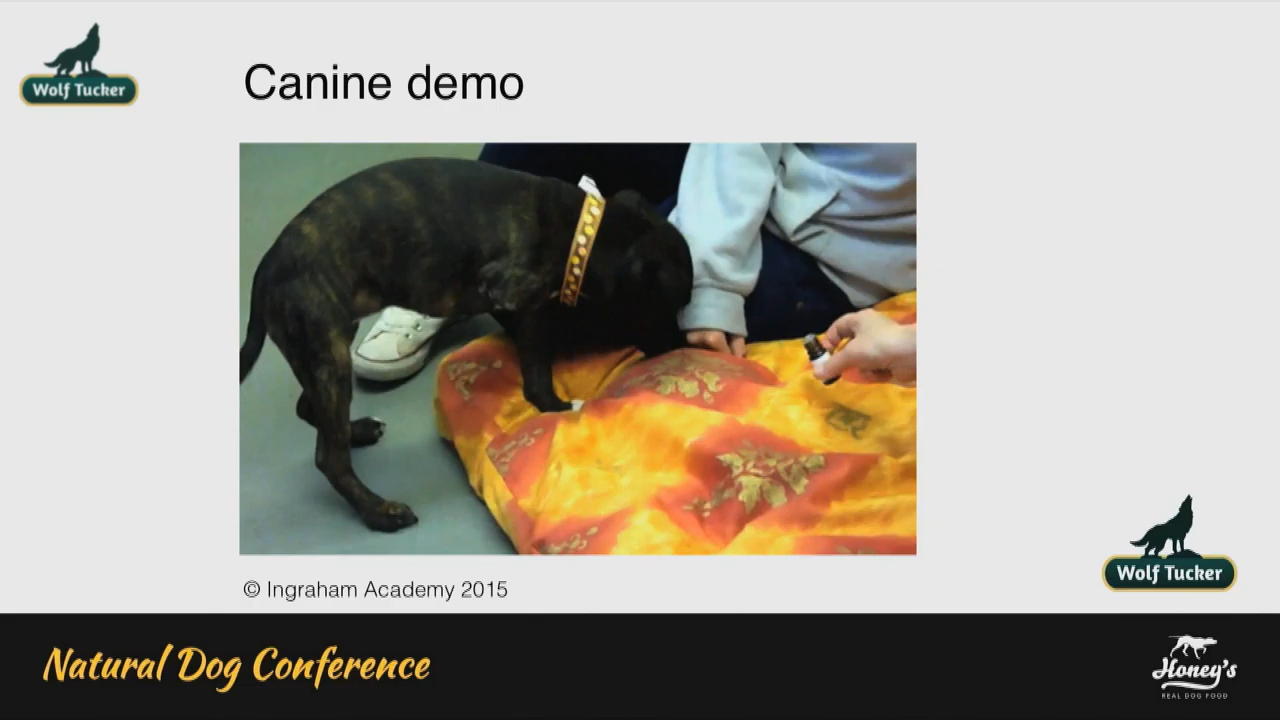 Wolf Tucker
Canine demo
© Ingraham Academy 2015
Wolf Tucker
Natural Dog Conference
Honey's
REAL DOG FOOD